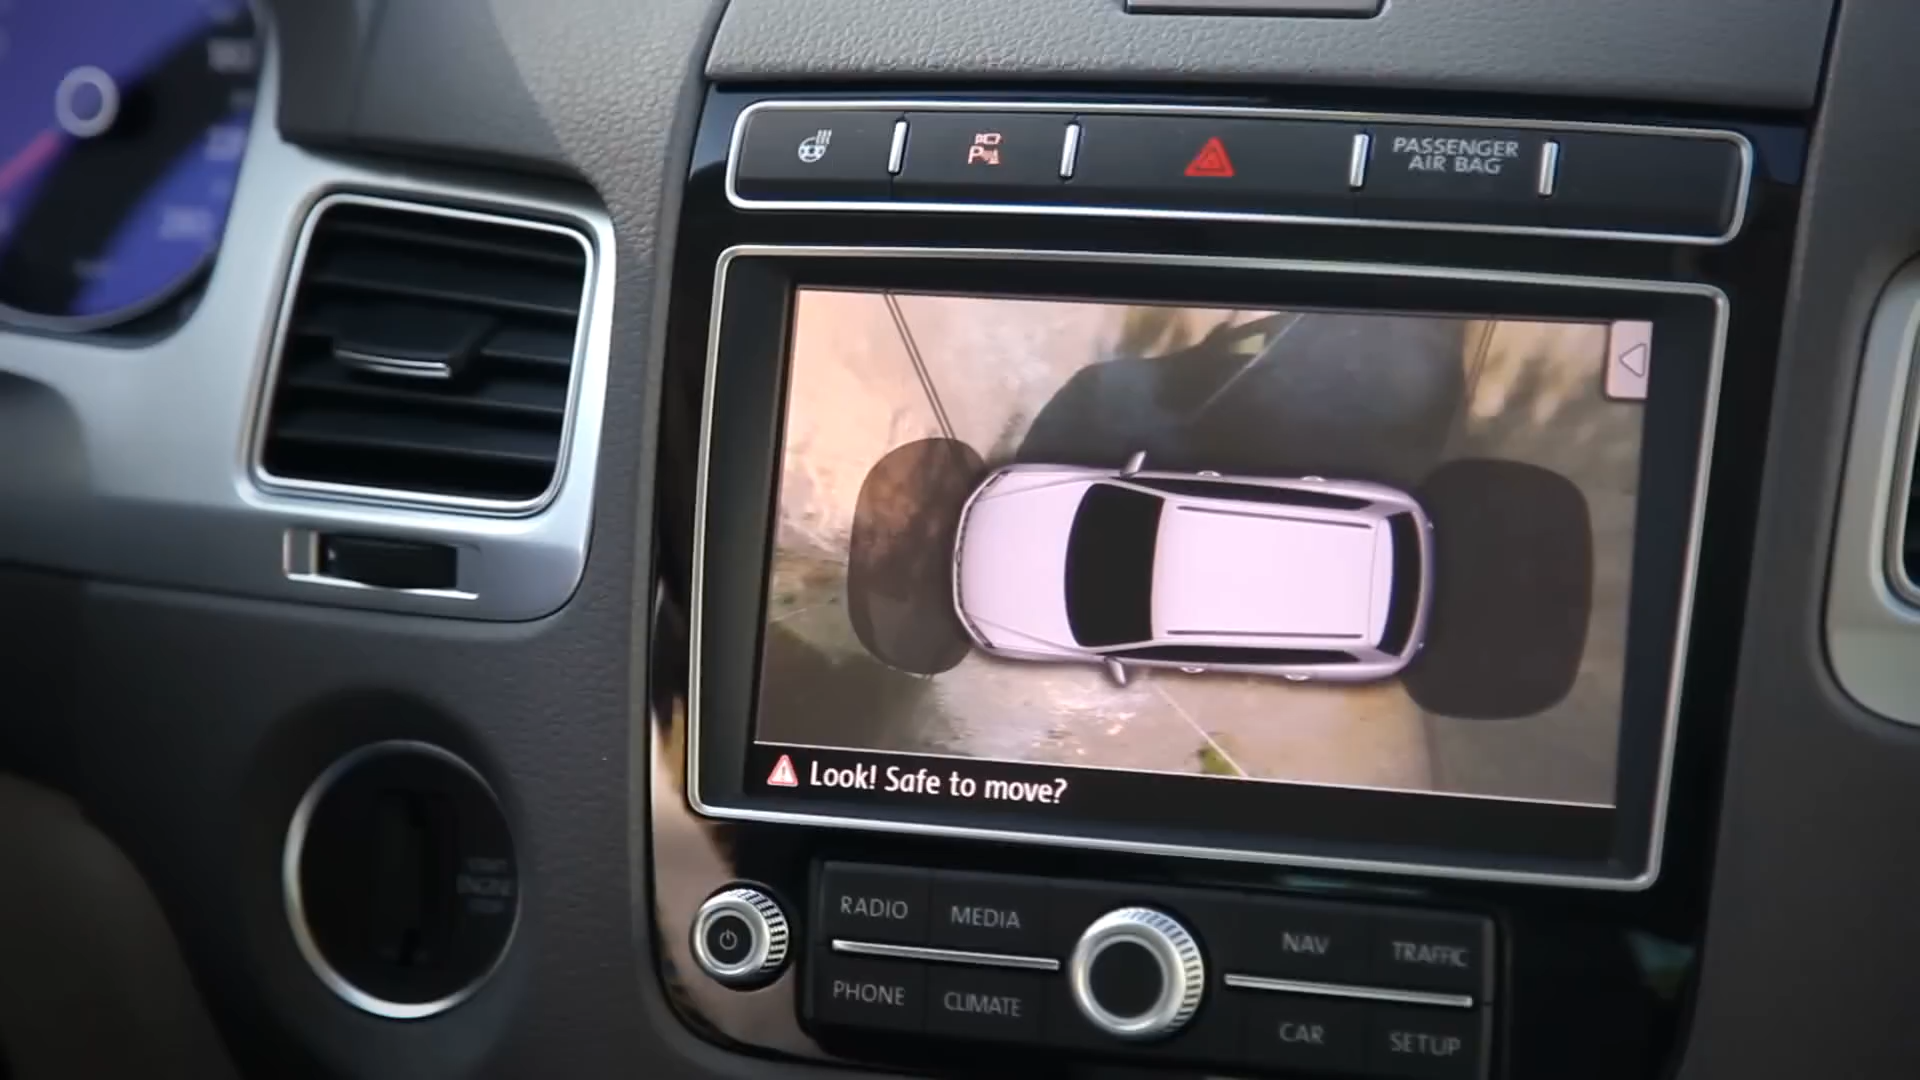 PASSENGER
AIR BAG
Look! Safe to move?
RADIO
MEDIA
NAV
TRAFFIC
PHONE
CLIMATE
CAR
SETUP